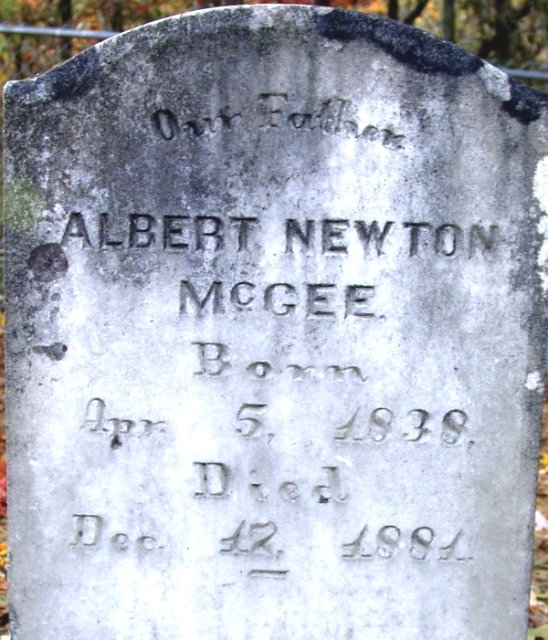 Our Father
ALBERT NEWTON
McGEE.
Born
Apr. 5, 1838.
Died
Dec. 12, 1881.